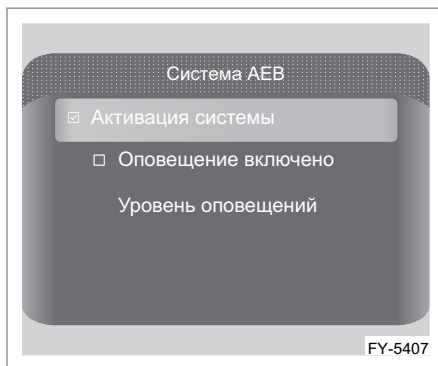 Система AEB
Активация системы
Оповещение включено
Уровень оповещений
FY-5407